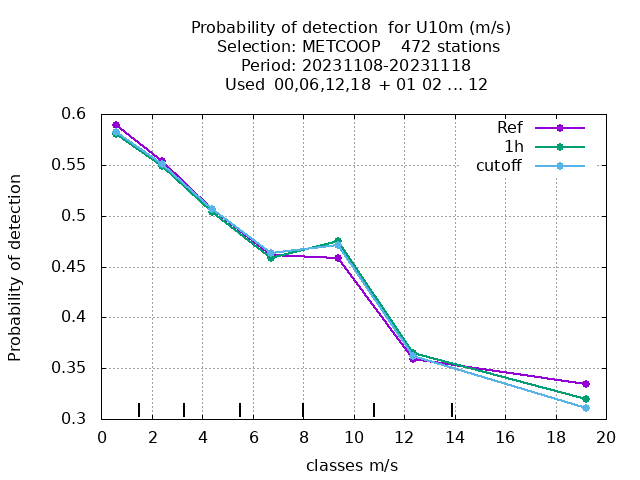 Probability of detection  for U10m (m/s)
Selection: METCOOP    472 stations
Period: 20231108-20231118
Used  00,06,12,18  + 01 02 ... 12
Ref
1h
cutoff
Probability of detection
0.6
0.55
0.5
0.45
0.4
0.35
0.3
0 2 4 6 8 10 12 14 16 18 20
classes m/s